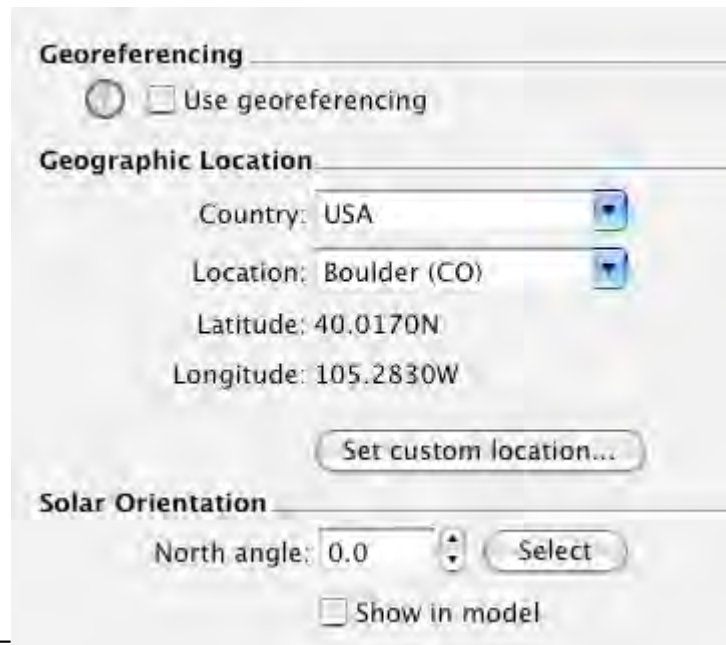 Georeferencing
Use georeferencing
Geographic Location
Country: USA
Location: Boulder (CO)
Latitude: 40.0170N
Longitude: 105.2830W
Set custom location...
Solar Orientation
North angle: 0.0 Select
Show in model